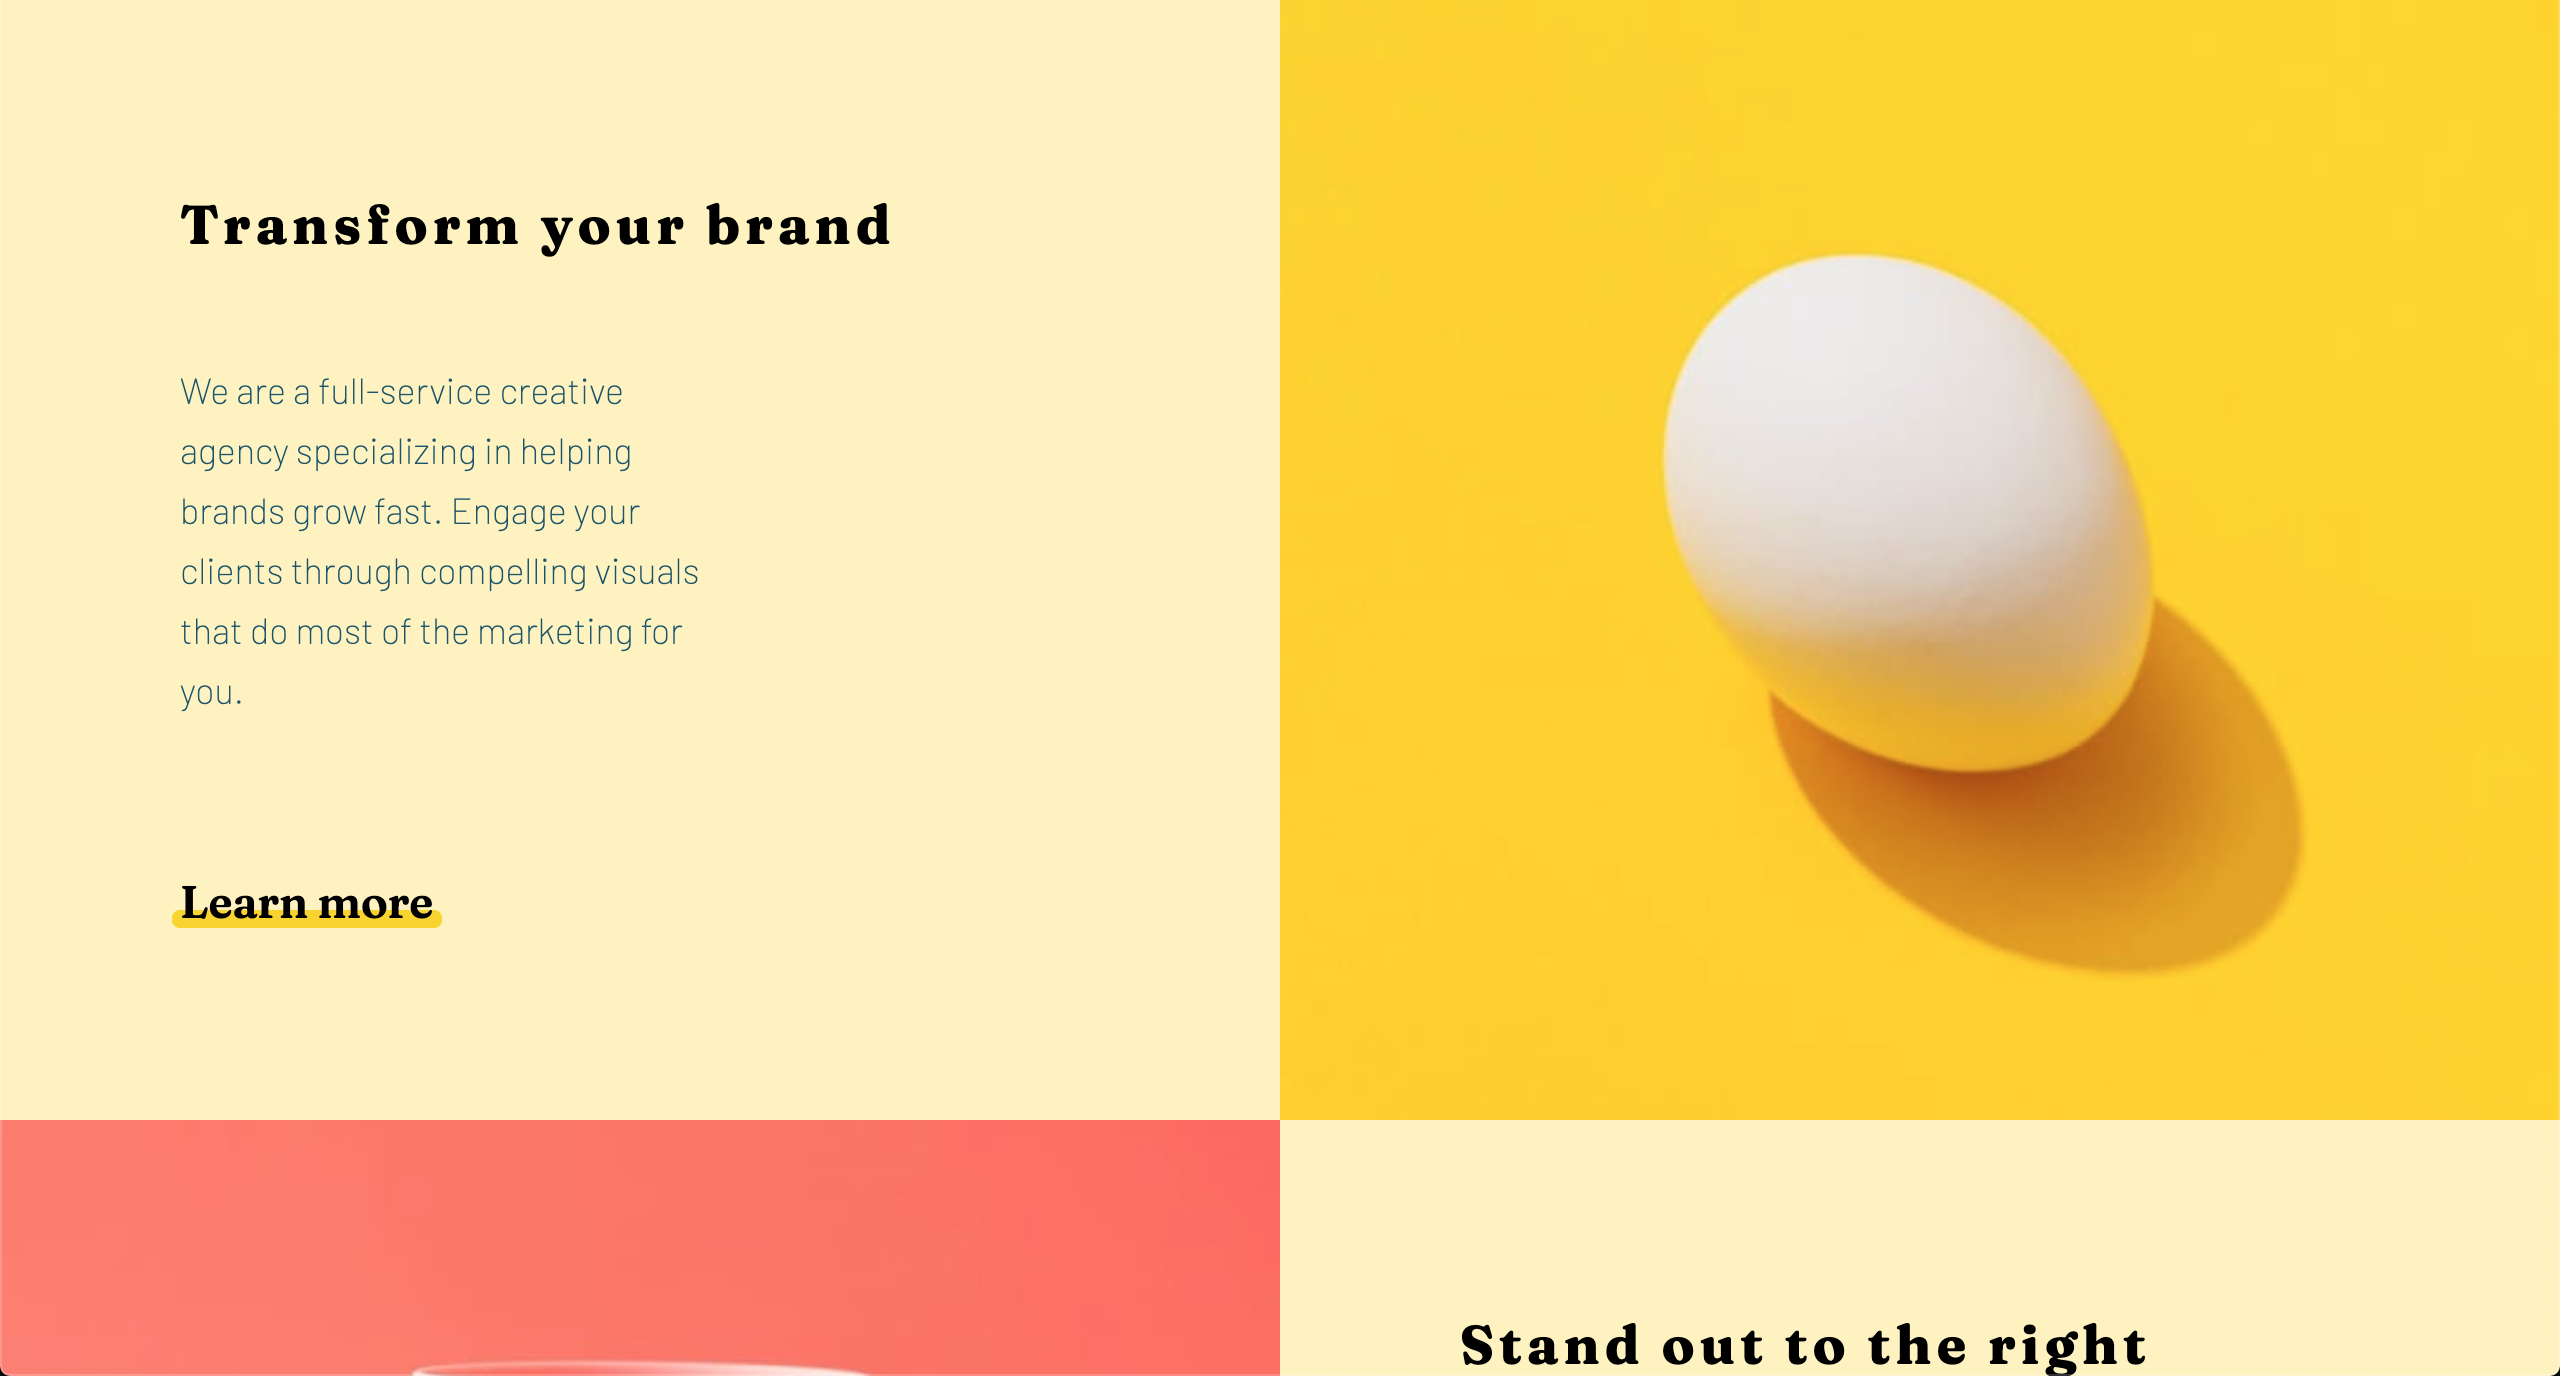 Transform your brand
We are a full-service creative
agency specializing in helping
brands grow fast. Engage your
clients through compelling visuals
that do most of the marketing for
you.
Learn more
Stand out to the right